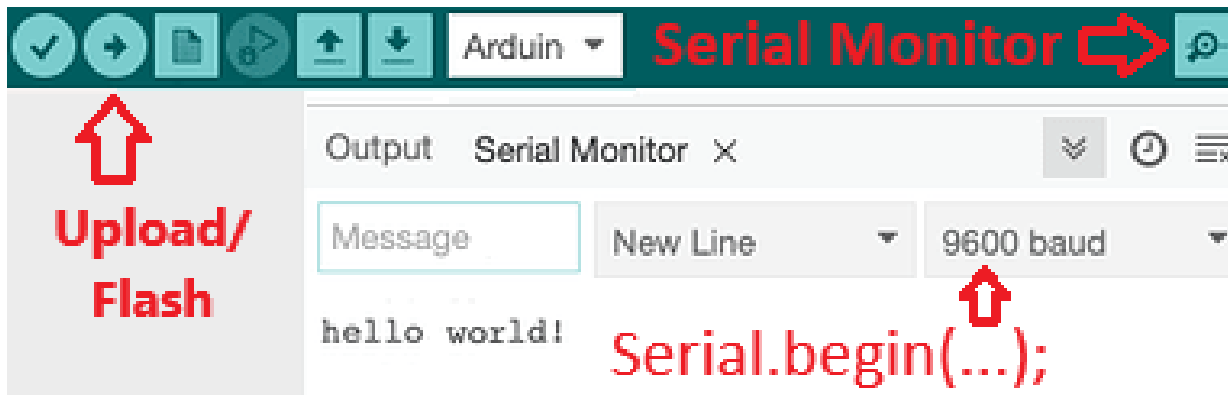 Arduin
Serial Monitor
Output
Serial Monitor
Upload/
Flash
Message
New Line
9600 baud
hello world!
Serial.begin(...);